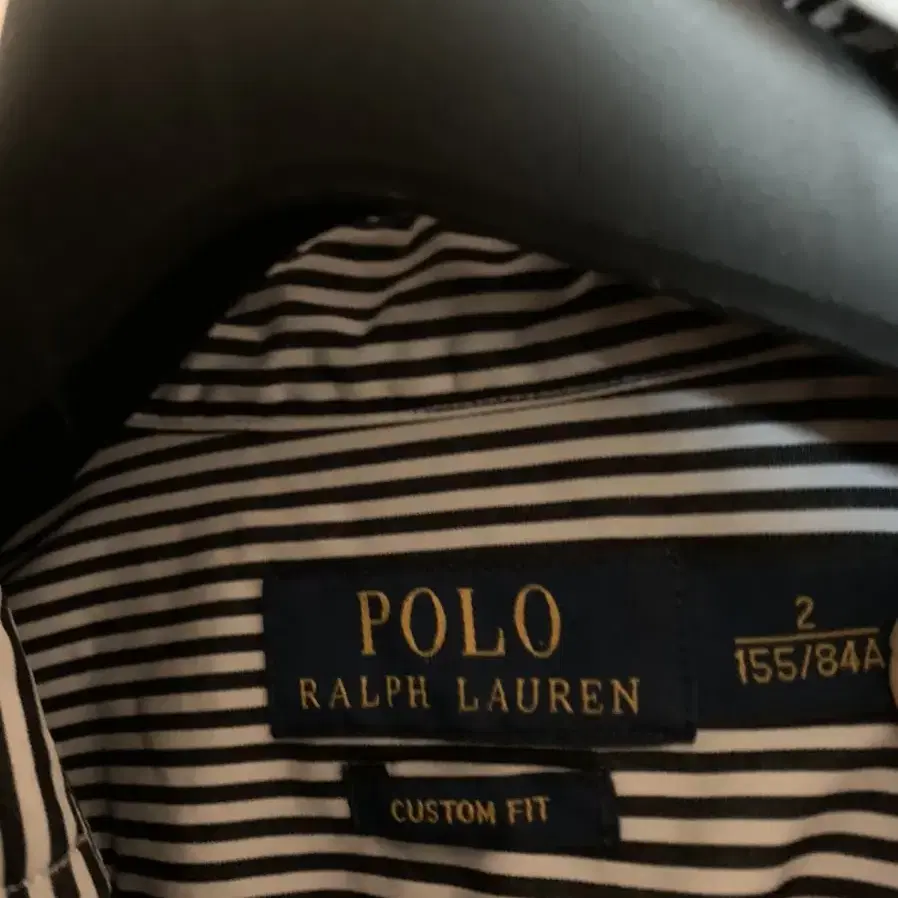 POLO
RALPH LAUREN
2
155/84A
CUSTOM FIT